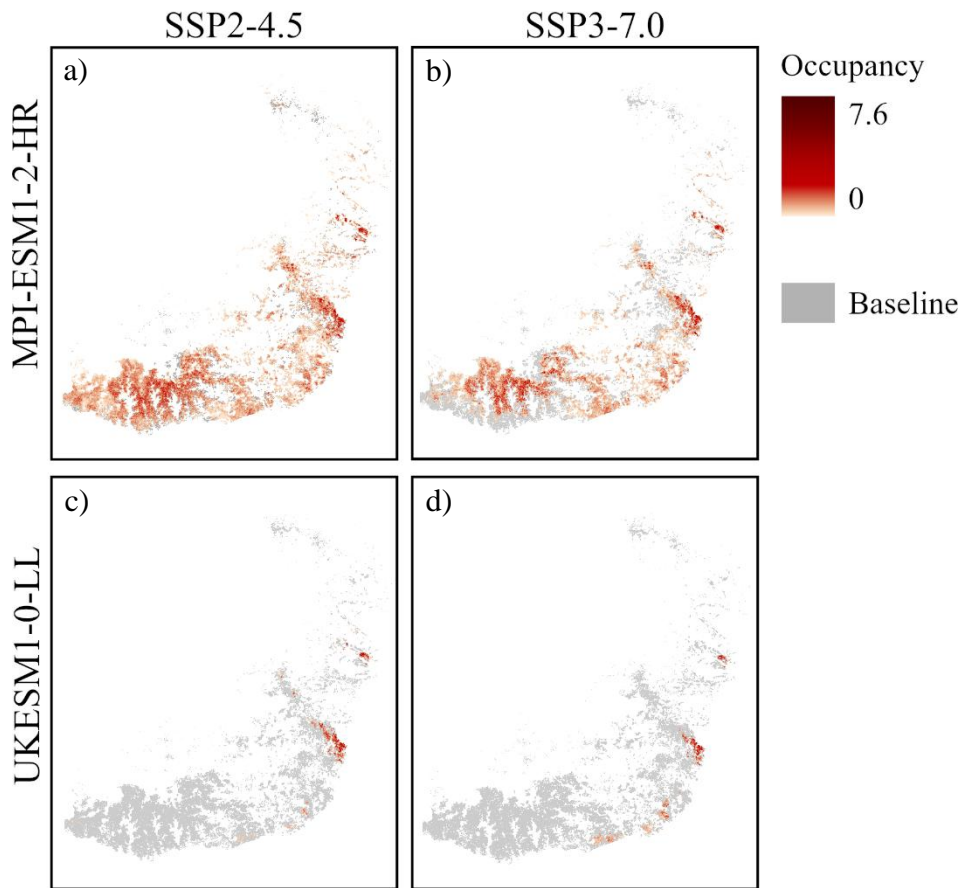 SSP2-4.5
SSP3-7.0
MPI-ESM1-2-HR
a)
b)
Occupancy
7.6
0
Baseline
UKESM1-0-LL
c)
d)